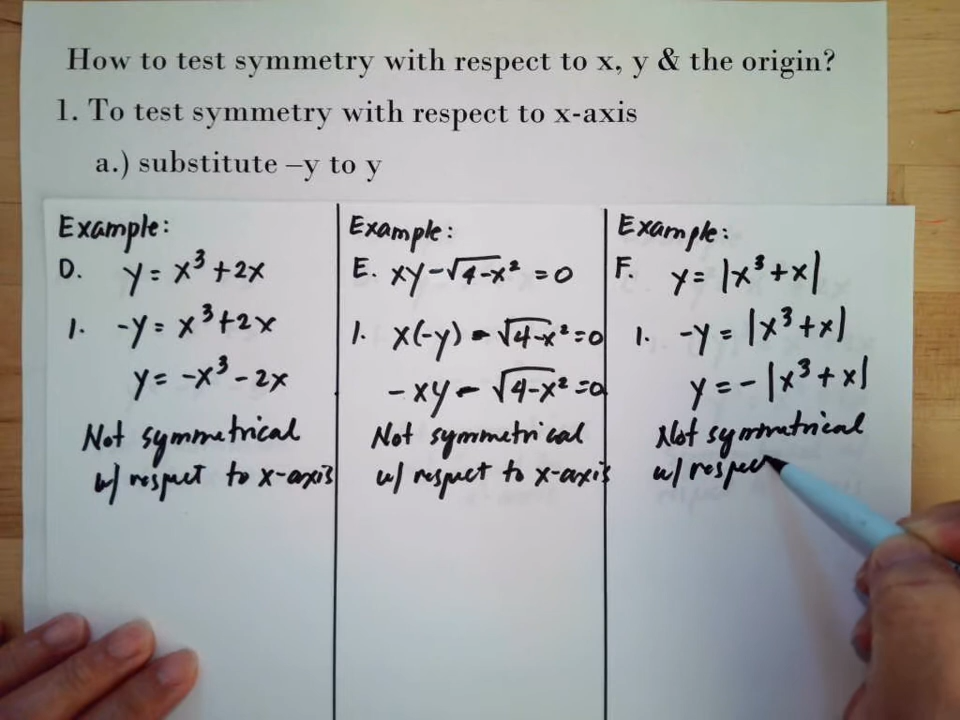 How to test symmetry with respect to x, y & the origin?
1. To test symmetry with respect to x-axis
a.) substitute –y to y
Example:
D. y = x³ + 2x
1. -y = x³ + 2x
y = -x³ - 2x
Not symmetrical
w/ respect to x-axis
Example:
E. xy - √(4-x²) = 0
1. x(-y) - √(4-x²) = 0
- xy - √(4-x²) = 0
Not symmetrical
w/ respect to x-axis
Example:
F. y = |x³ + x|
1. -y = |x³ + x|
y = - |x³ + x|
Not symmetrical
w/ respec